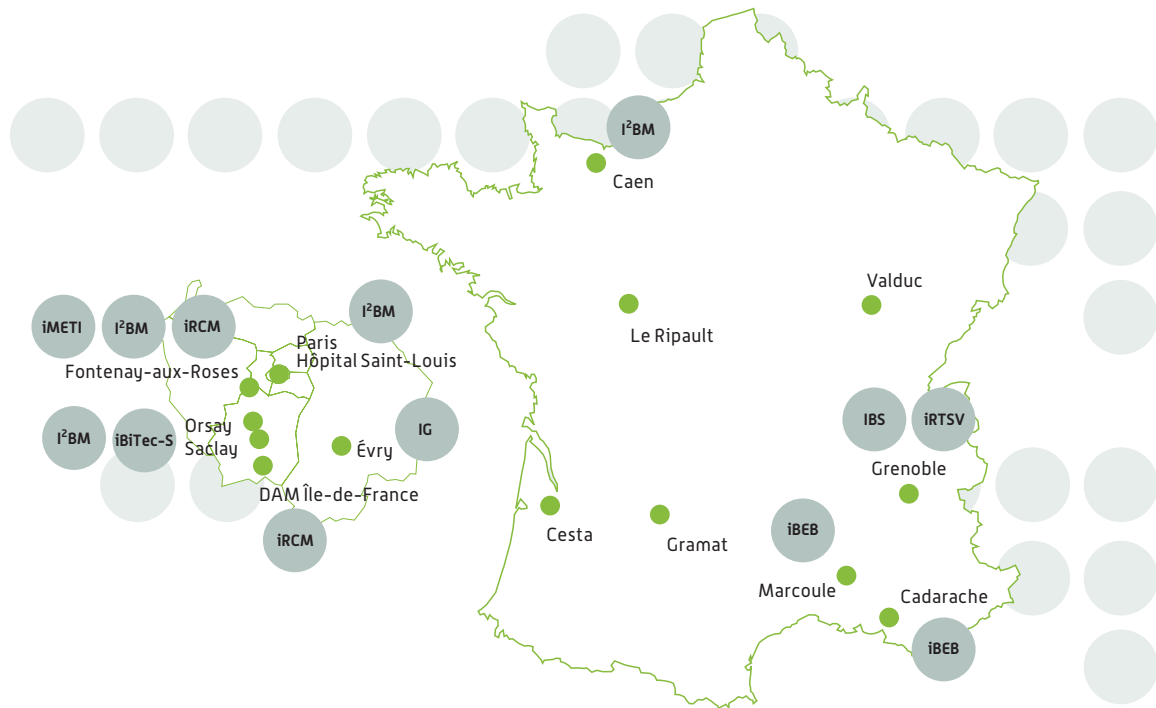 I²BM
Caen
Valduc
Le Ripault
I²BM
iMETI
I²BM
iRCM
Paris
Hôpital Saint-Louis
Fontenay-aux-Roses
Orsay
Saclay
I²BM
iBiTec-S
IG
Évry
DAM Île-de-France
iRCM
IBS
iRTSV
Grenoble
Cesta
Gramat
iBEB
Marcoule
Cadarache
iBEB